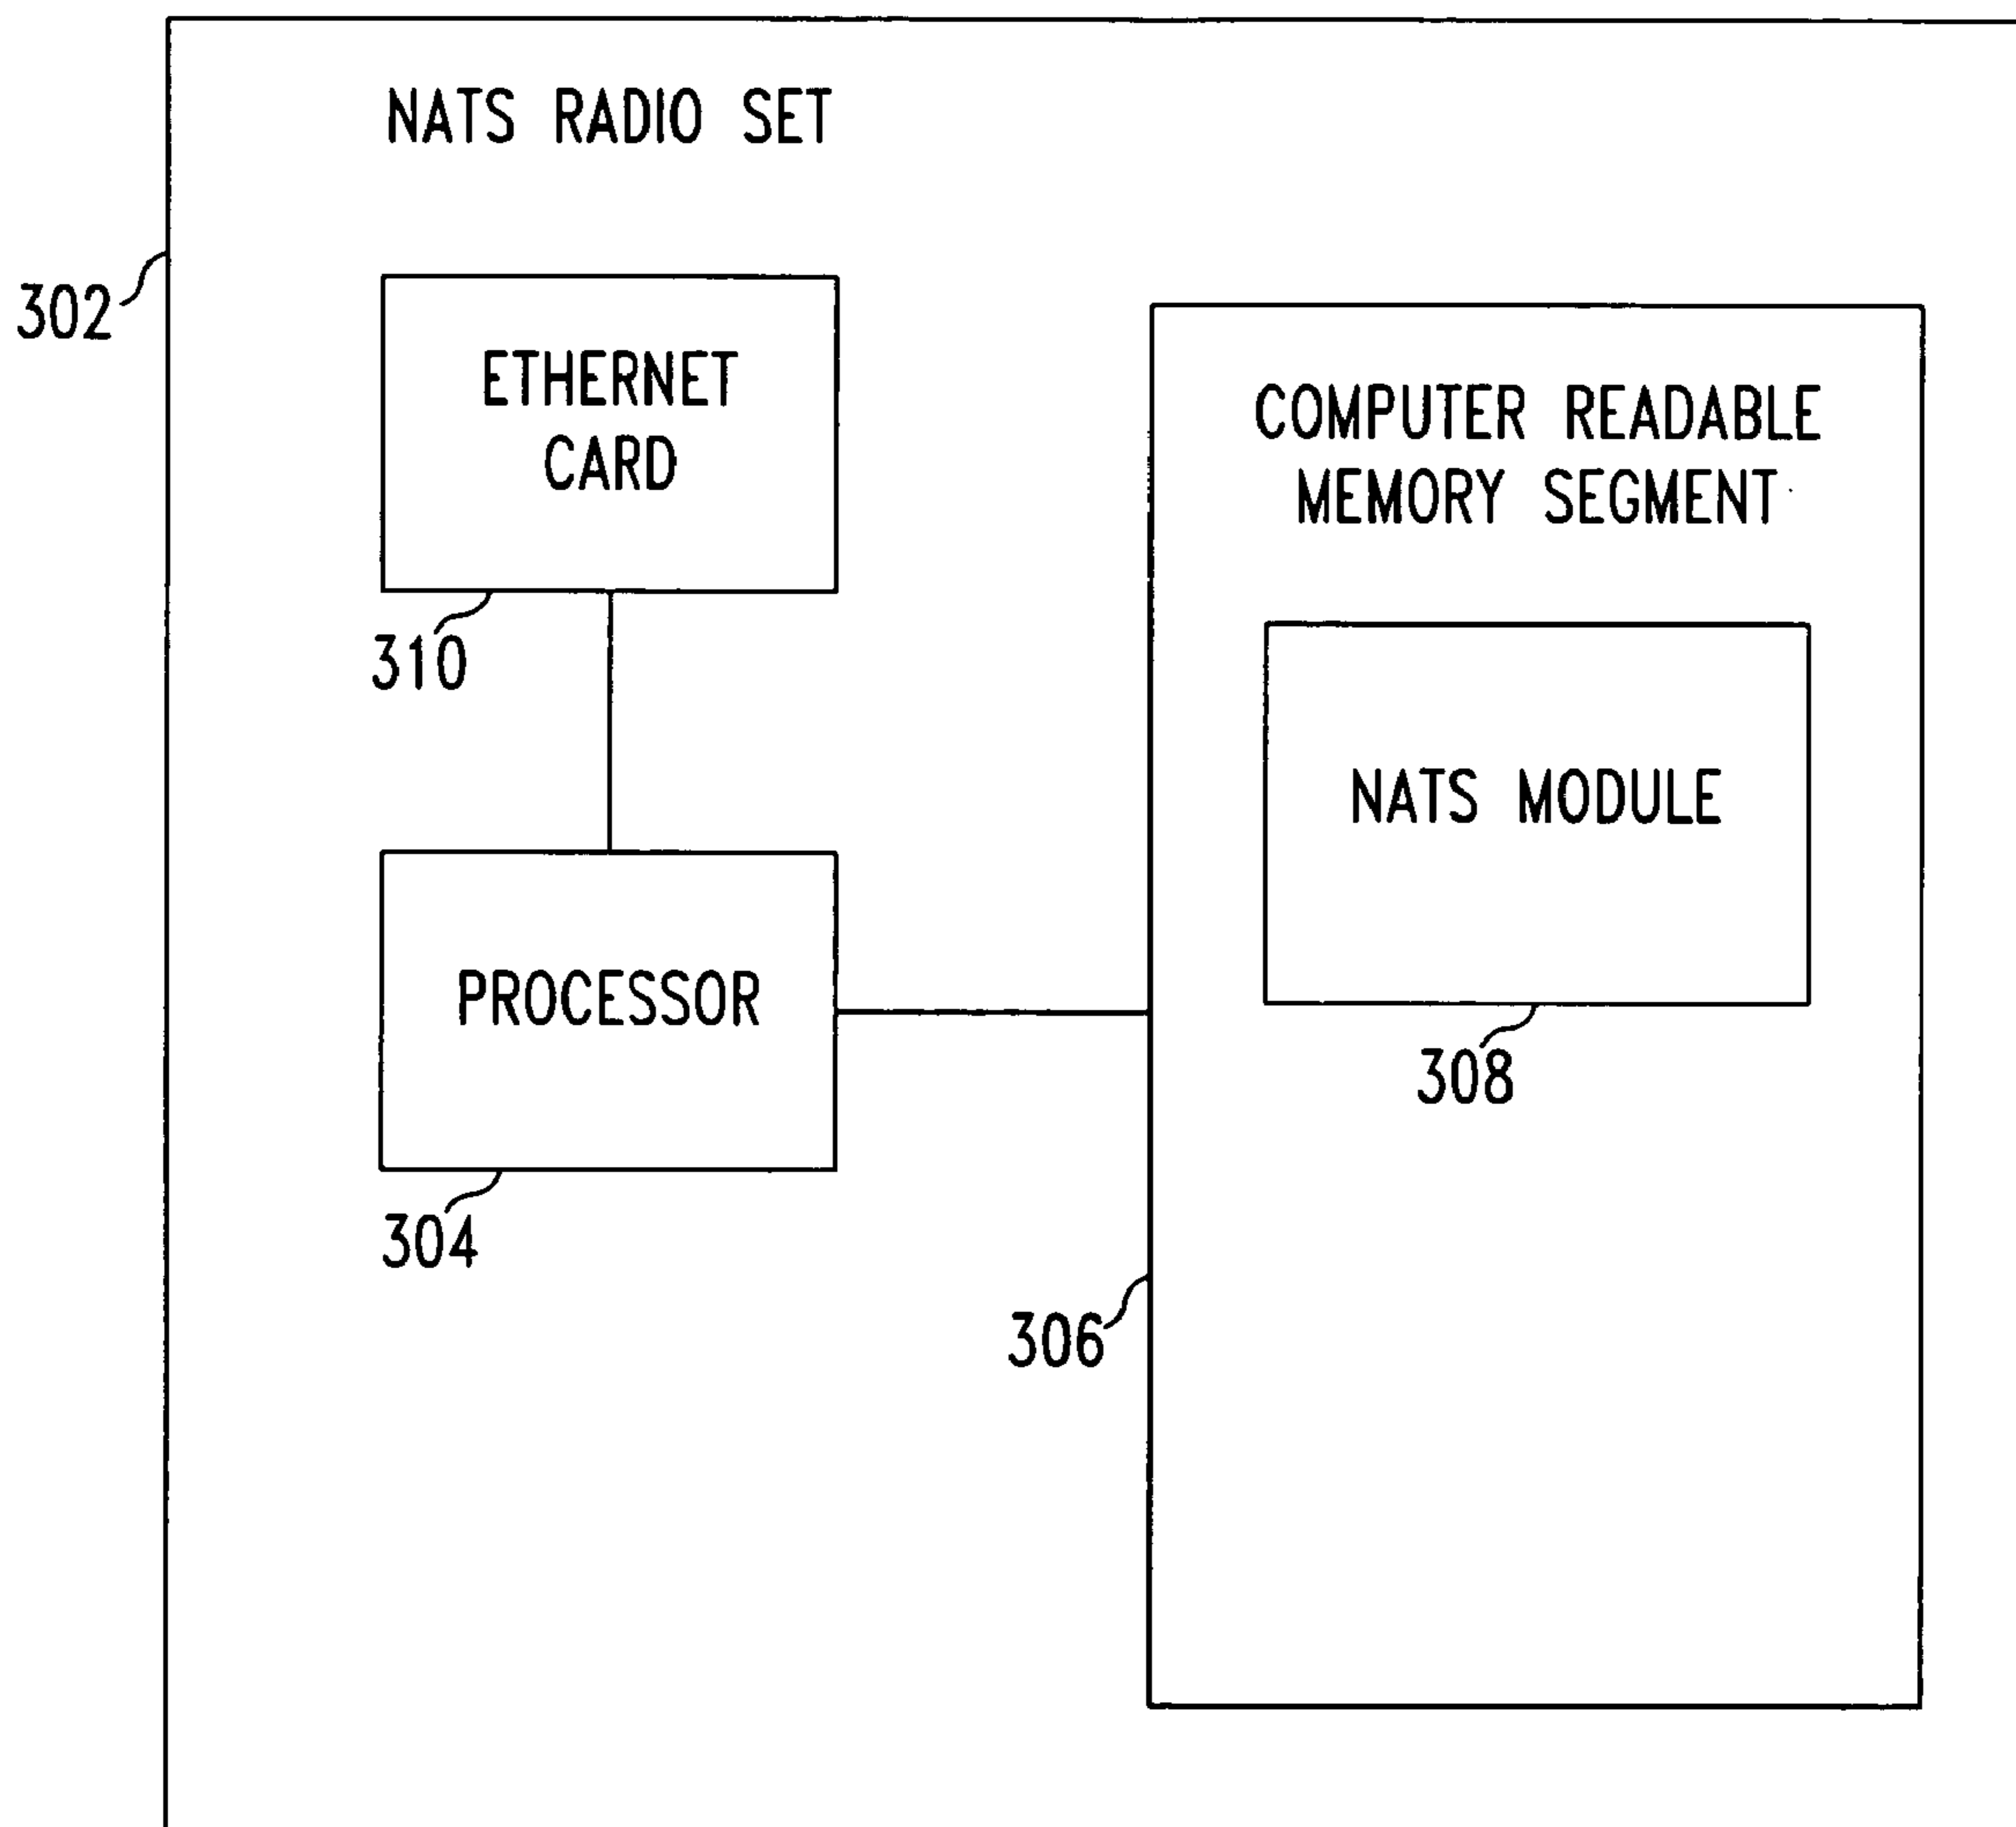 NATS RADIO SET
302
ETHERNET
CARD
310
COMPUTER READABLE
MEMORY SEGMENT
NATS MODULE
308
PROCESSOR
304
306